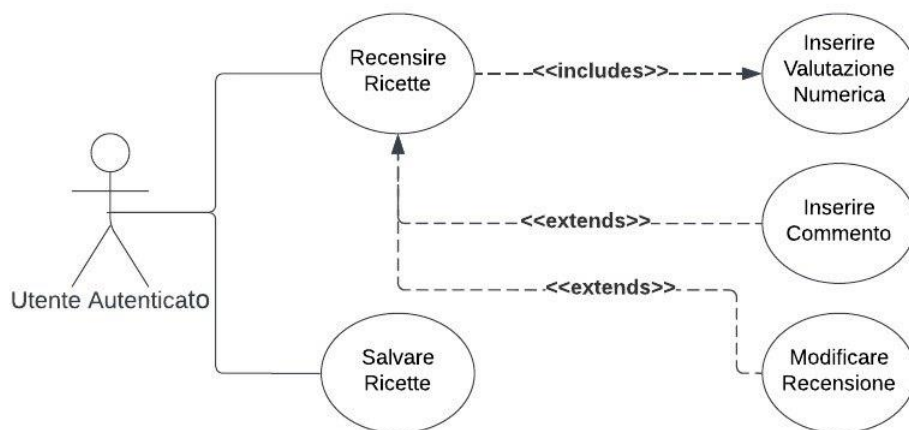 Recensire
Ricette
<<includes>>
Inserire
Valutazione
Numerica
<<extends>>
Inserire
Commento
Utente Autenticato
<<extends>>
Salvare
Ricette
Modificare
Recensione